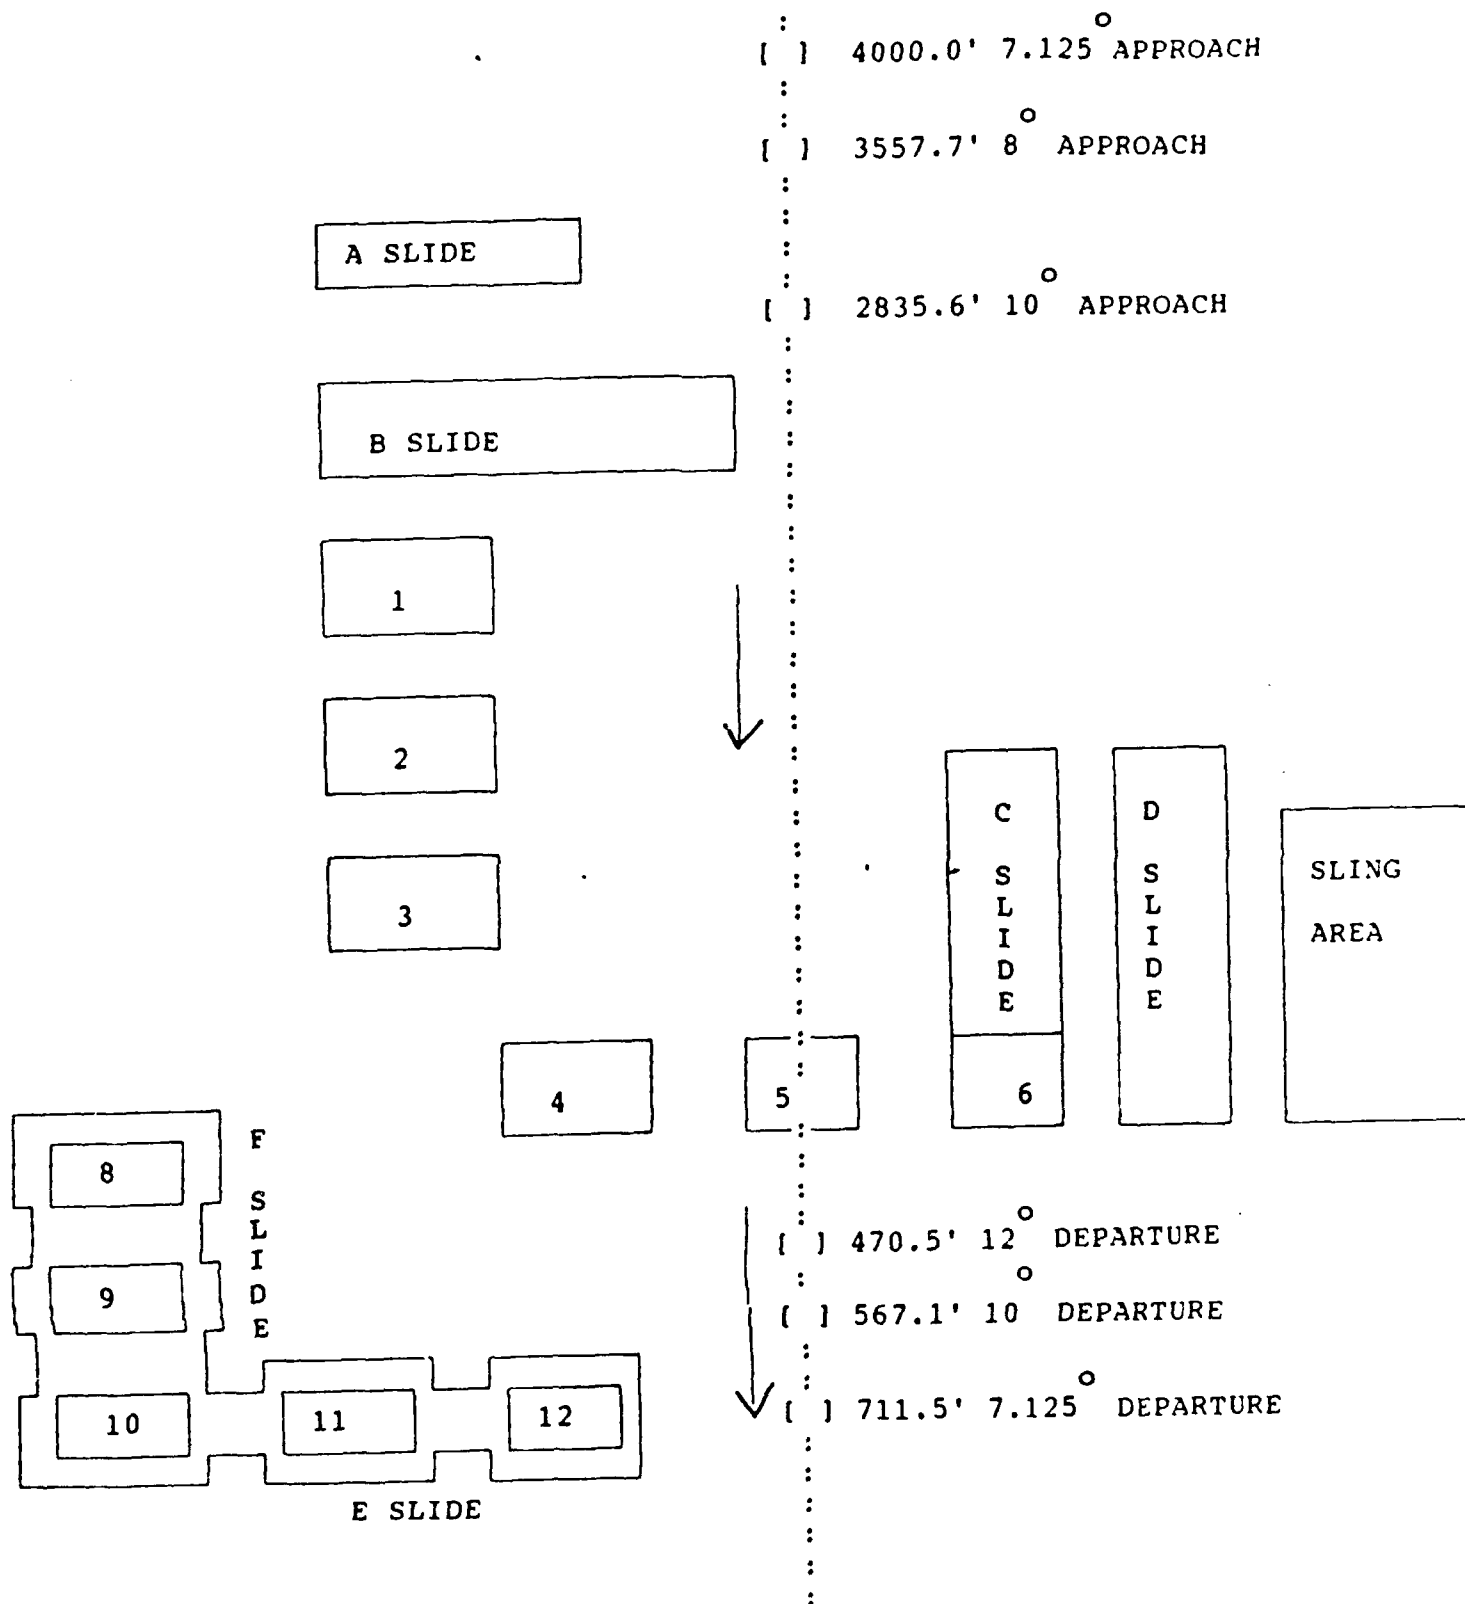 [ ] 4000.0' 7.125° APPROACH
[ ] 3557.7' 8° APPROACH
A SLIDE
[ ] 2835.6' 10° APPROACH
B SLIDE
1
2
3
C SLIDE
D SLIDE
SLING
AREA
4
5
6
F SLIDE
8
9
10
11
12
E SLIDE
[ ] 470.5' 12° DEPARTURE
[ ] 567.1' 10° DEPARTURE
[ ] 711.5' 7.125° DEPARTURE